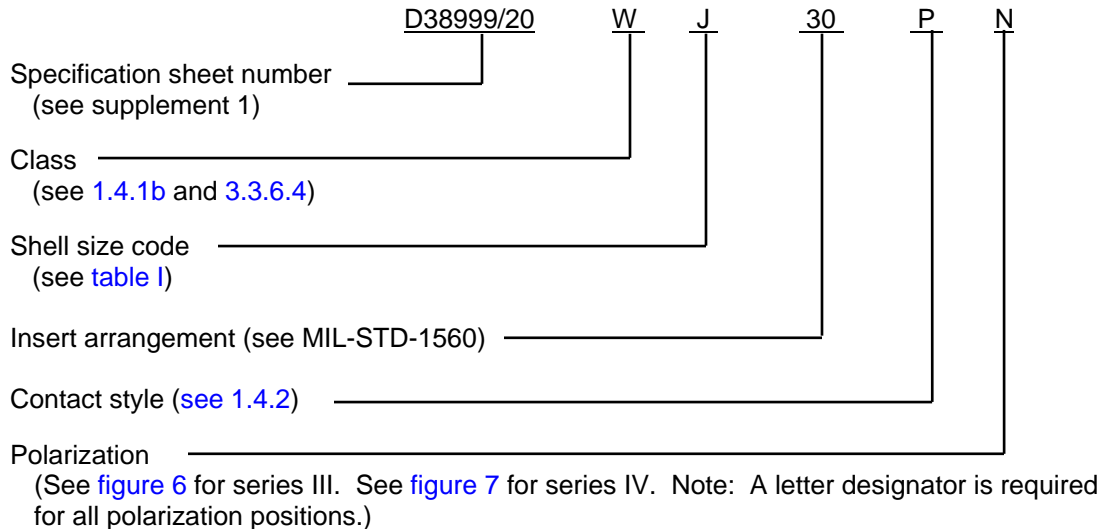 D38999/20 W J 30 P N
Specification sheet number
(see supplement 1)
Class
(see 1.4.1b and 3.3.6.4)
Shell size code
(see table I)
Insert arrangement (see MIL-STD-1560)
Contact style (see 1.4.2)
Polarization
(See figure 6 for series III. See figure 7 for series IV. Note: A letter designator is required
for all polarization positions.)